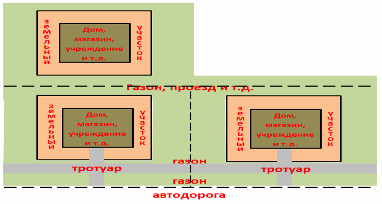 земельный
Дом,
магазин,
учреждение
и т.д.
участок
Газон, проезд и т.д.
земельный
Дом,
магазин,
учреждение
и т.д.
участок
земельный
Дом,
магазин,
учреждение
и т.д.
участок
газон
тротуар
тротуар
газон
автодорога